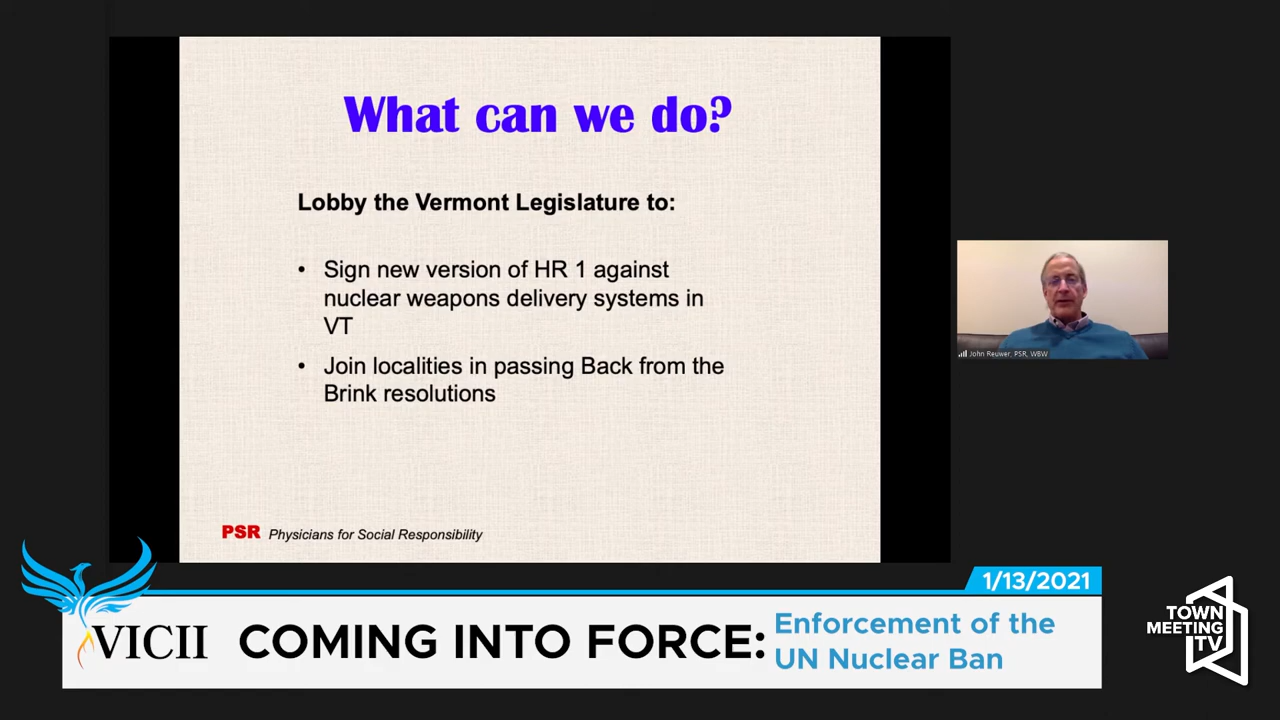 What can we do?
Lobby the Vermont Legislature to:
• Sign new version of HR 1 against
nuclear weapons delivery systems in
VT
• Join localities in passing Back from the
Brink resolutions
PSR Physicians for Social Responsibility
John Reuwer, PSR, WBW
1/13/2021
VICII
COMING INTO FORCE:
Enforcement of the
UN Nuclear Ban
TOWN
MEETING
TV